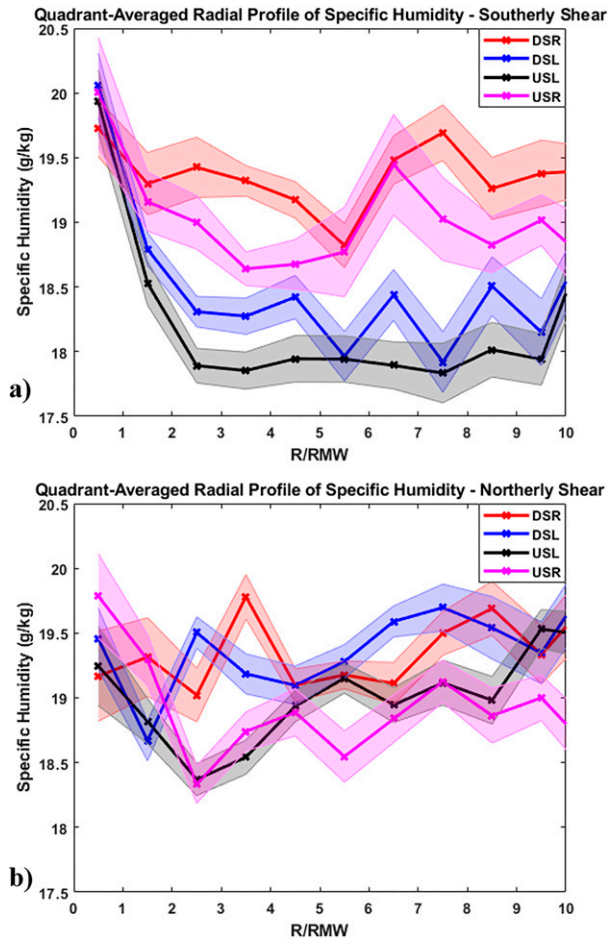 Quadrant-Averaged Radial Profile of Specific Humidity - Southerly Shear
20.5
20
19.5
19
18.5
18
17.5
Specific Humidity (g/kg)
DSR
DSL
USL
USR
a)
0 1 2 3 4 5 6 7 8 9 10
R/RMW
Quadrant-Averaged Radial Profile of Specific Humidity - Northerly Shear
20.5
20
19.5
19
18.5
18
17.5
Specific Humidity (g/kg)
DSR
DSL
USL
USR
b)
0 1 2 3 4 5 6 7 8 9 10
R/RMW